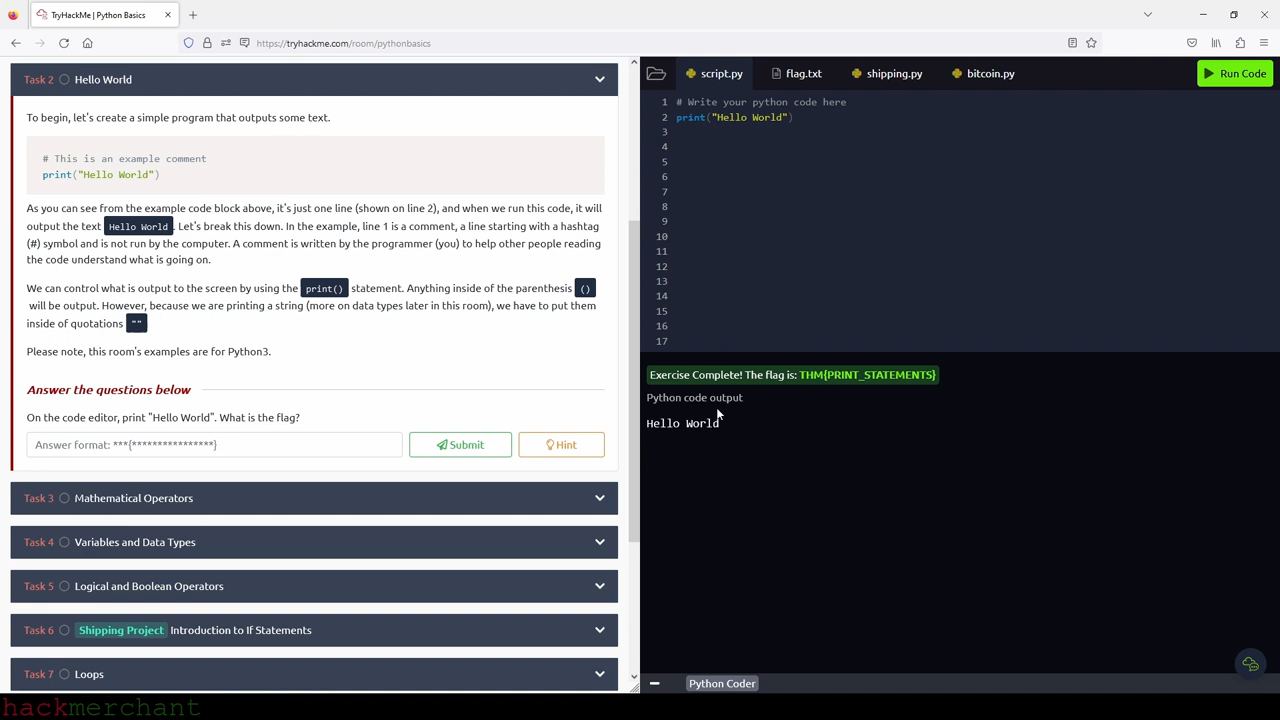 TryHackMe | Python Basics
https://tryhackme.com/room/pythonbasics
Task 2 Hello World
To begin, let's create a simple program that outputs some text.
# This is an example comment
print("Hello World")
As you can see from the example code block above, it's just one line (shown on line 2), and when we run this code, it will
output the text Hello World. Let's break this down. In the example, line 1 is a comment, a line starting with a hashtag
(#) symbol and is not run by the computer. A comment is written by the programmer (you) to help other people reading
the code understand what is going on.
We can control what is output to the screen by using the print() statement. Anything inside of the parenthesis ()
will be output. However, because we are printing a string (more on data types later in this room), we have to put them
inside of quotations ""
Please note, this room's examples are for Python3.
Answer the questions below
On the code editor, print "Hello World". What is the flag?
Answer format: ***{****************}
Submit
Hint
Task 3 Mathematical Operators
Task 4 Variables and Data Types
Task 5 Logical and Boolean Operators
Task 6 Shipping Project Introduction to If Statements
Task 7 Loops
script.py flag.txt shipping.py bitcoin.py Run Code
1 # Write your python code here
2 print("Hello World")
3
4
5
6
7
8
9
10
11
12
13
14
15
16
17
Exercise Complete! The flag is: THM{PRINT_STATEMENTS}
Python code output
Hello World
Python Coder
hackmerchant